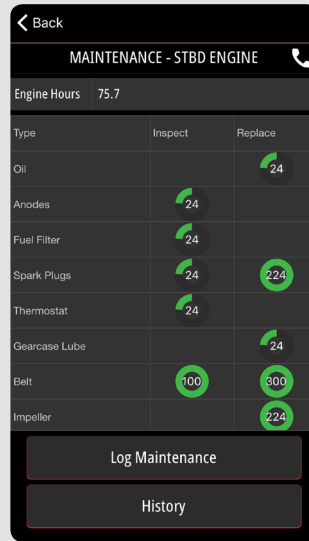 Back
MAINTENANCE - STBD ENGINE
Engine Hours 75.7
Type Inspect Replace
Oil 24
Anodes 24
Fuel Filter 24
Spark Plugs 24 224
Thermostat 24
Gearcase Lube 24
Belt 100 300
Impeller 224
Log Maintenance
History